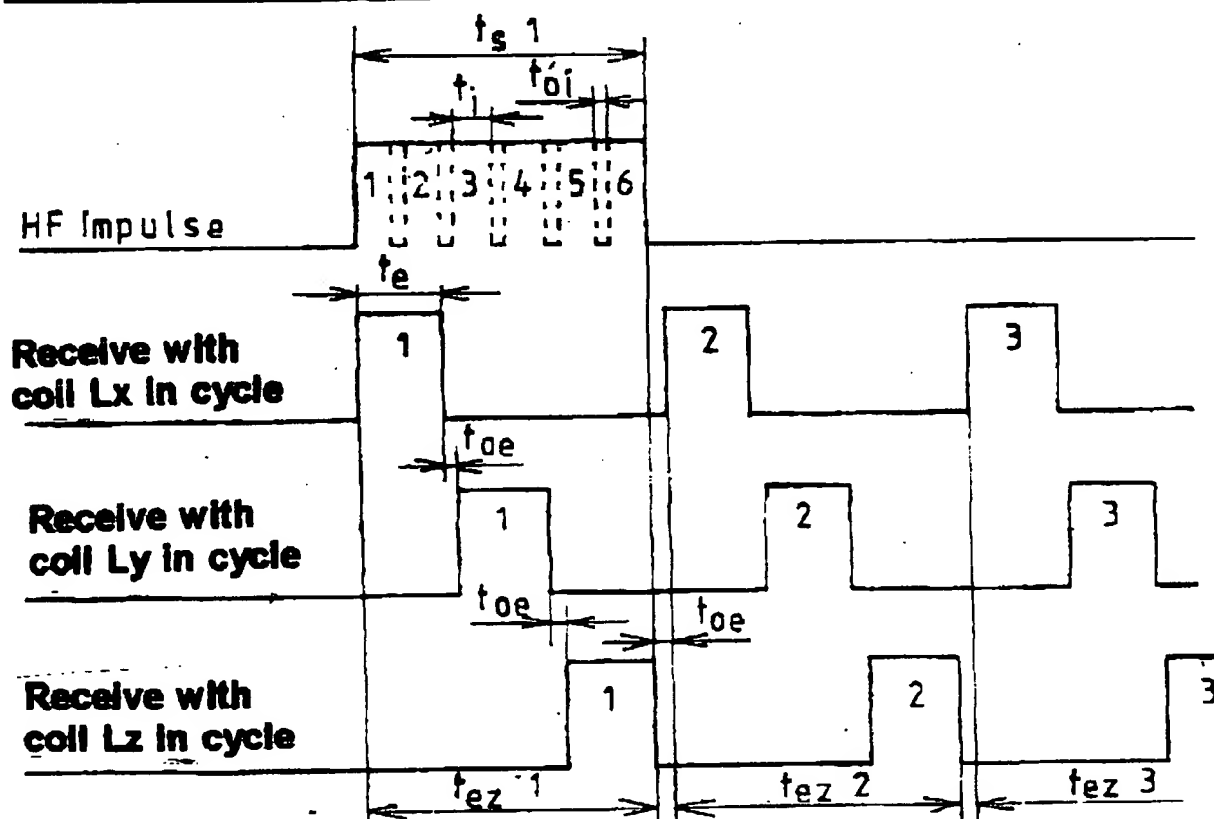 ts 1
tói
ti
1 2 3 4 5 6
HF Impulse
te
Receive with
coil Lx in cycle
1 2 3
toe
Receive with
coil Ly in cycle
1 2 3
toe toe
Receive with
coil Lz in cycle
1 2 3
tez 1 tez 2 tez 3